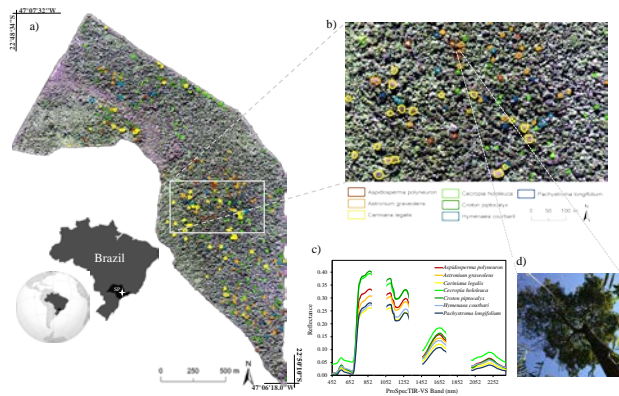 47°07'32"W
22°48'34"S
a)
b)
Aspidosperma polyneuron
Astronium graveolens
Cariniana legalis
Cecropia hololeuca
Croton piptocalyx
Hymenaea courbaril
Pachystroma longifolium
0 50 100 m
N
Brazil
SP
0 250 500 m
N
22°50'10"S
47°06'18.0"W
c)
Reflectance
0.40
0.35
0.30
0.25
0.20
0.15
0.10
0.05
0.00
Aspidosperma polyneuron
Astronium graveolens
Cariniana legalis
Cecropia hololeuca
Croton piptocalyx
Hymenaea courbaril
Pachystroma longifolium
452 652 852 1052 1252 1452 1652 1852 2052 2252
ProSpecTIR-VS Band (nm)
d)